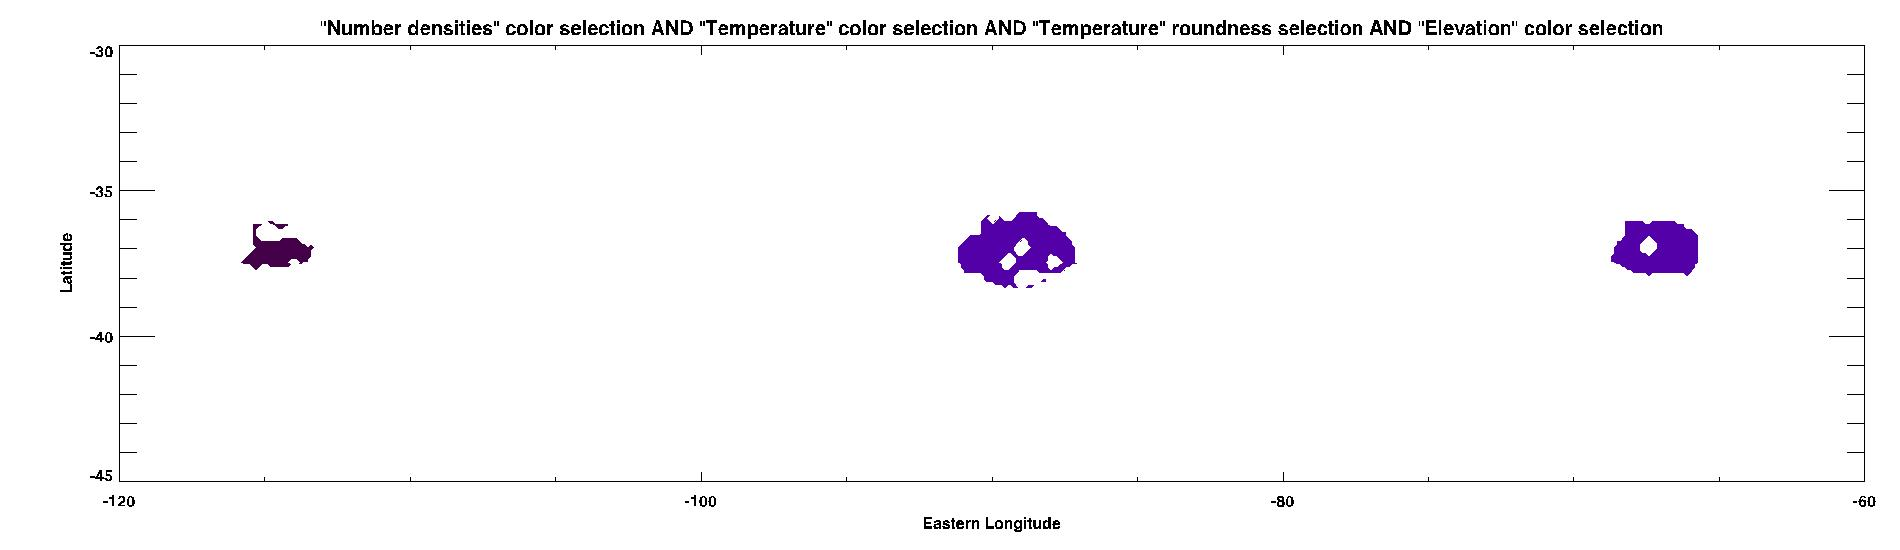 "Number densities" color selection AND "Temperature" color selection AND "Temperature" roundness selection AND "Elevation" color selection
-30
-35
Latitude
-40
-45
-120 -100 -80 -60
Eastern Longitude